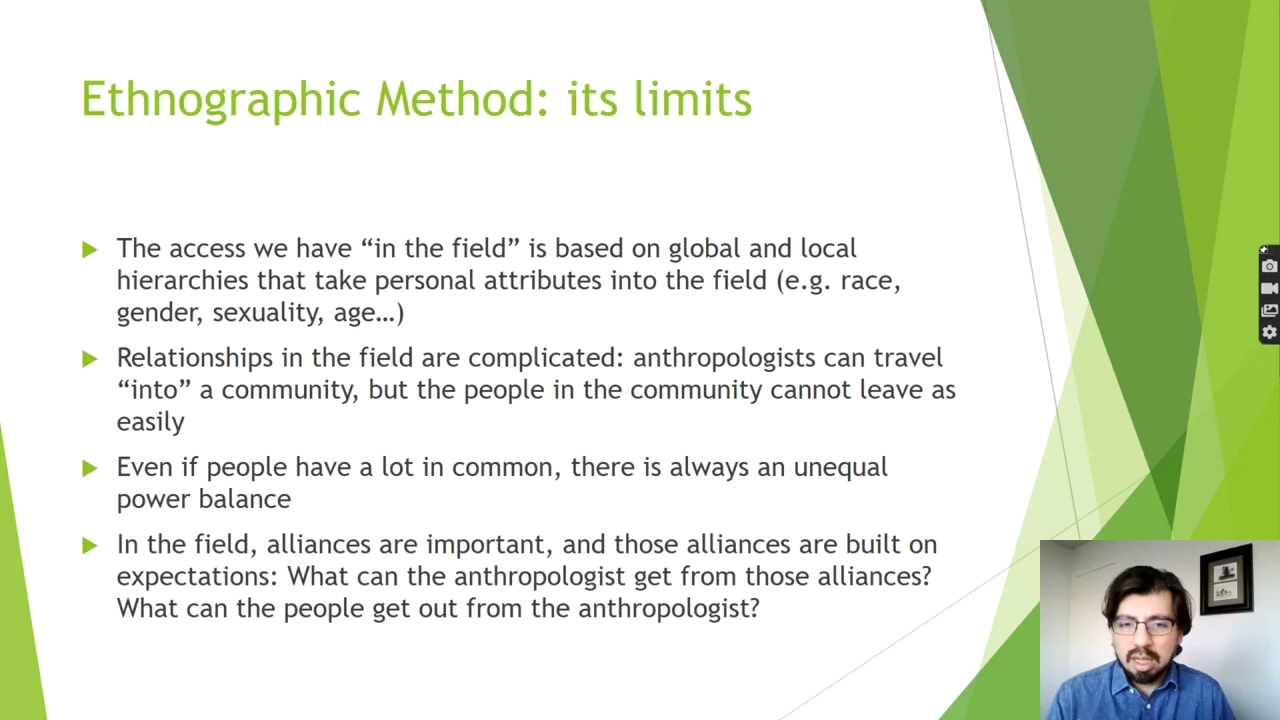 Ethnographic Method: its limits
The access we have “in the field” is based on global and local
hierarchies that take personal attributes into the field (e.g. race,
gender, sexuality, age…)
Relationships in the field are complicated: anthropologists can travel
“into” a community, but the people in the community cannot leave as
easily
Even if people have a lot in common, there is always an unequal
power balance
In the field, alliances are important, and those alliances are built on
expectations: What can the anthropologist get from those alliances?
What can the people get out from the anthropologist?